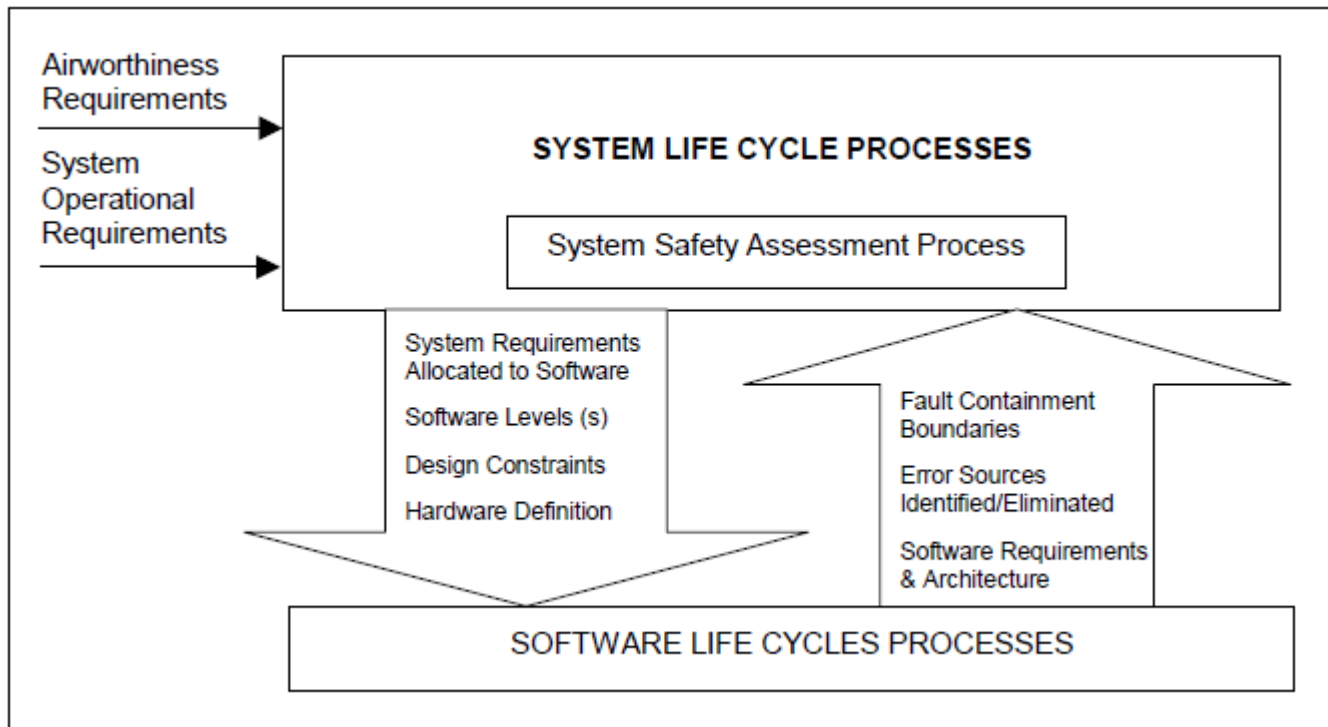 Airworthiness
Requirements
System
Operational
Requirements
SYSTEM LIFE CYCLE PROCESSES
System Safety Assessment Process
System Requirements
Allocated to Software
Software Levels (s)
Design Constraints
Hardware Definition
Fault Containment
Boundaries
Error Sources
Identified/Eliminated
Software Requirements
& Architecture
SOFTWARE LIFE CYCLES PROCESSES